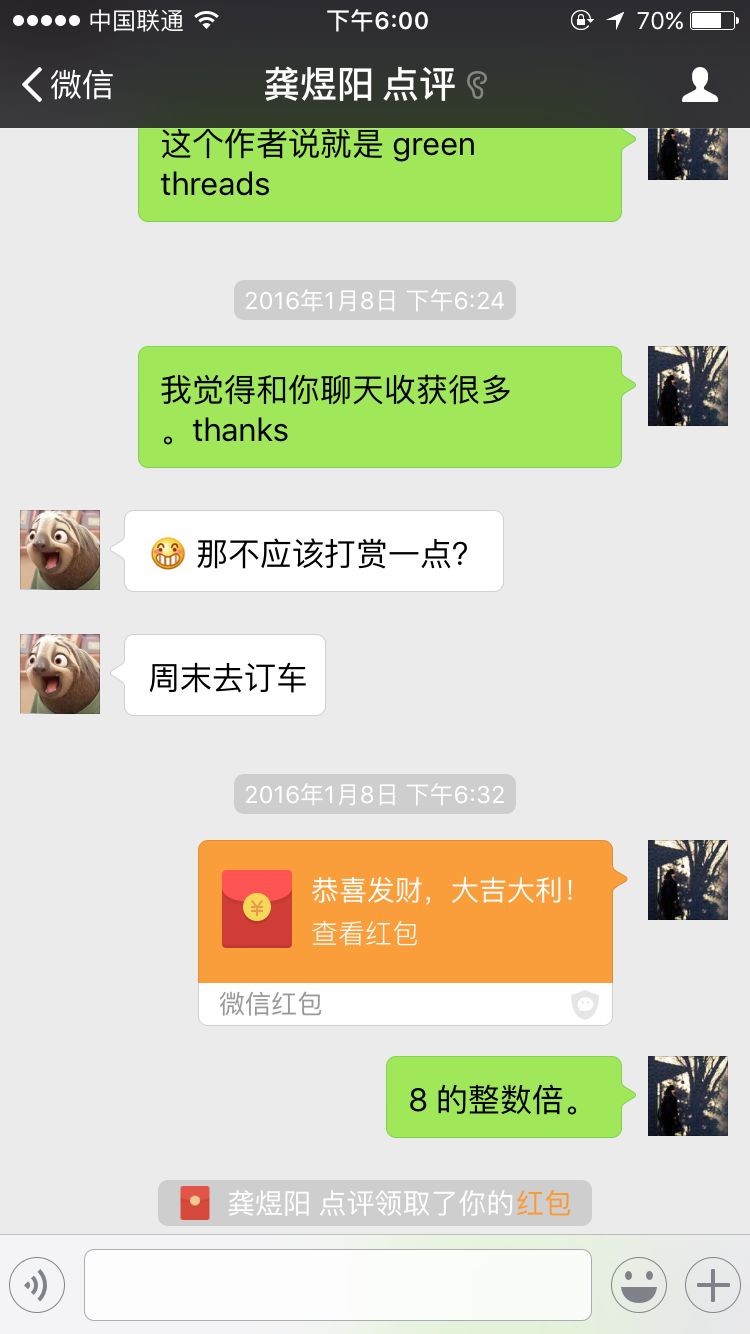 中国联通
下午6:00
70%
微信
龚煜阳 点评
这个作者说就是 green
threads
2016年1月8日 下午6:24
我觉得和你聊天收获很多
。thanks
那不应该打赏一点?
周末去订车
2016年1月8日 下午6:32
恭喜发财，大吉大利！
查看红包
¥
微信红包
8 的整数倍。
龚煜阳 点评领取了你的红包